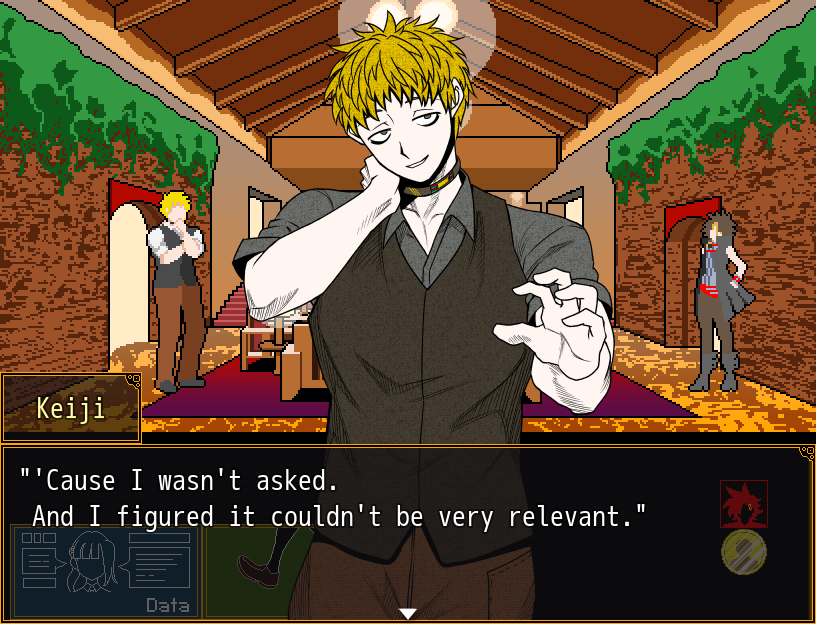 Keiji
"'Cause I wasn't asked.
And I figured it couldn't be very relevant."
Data